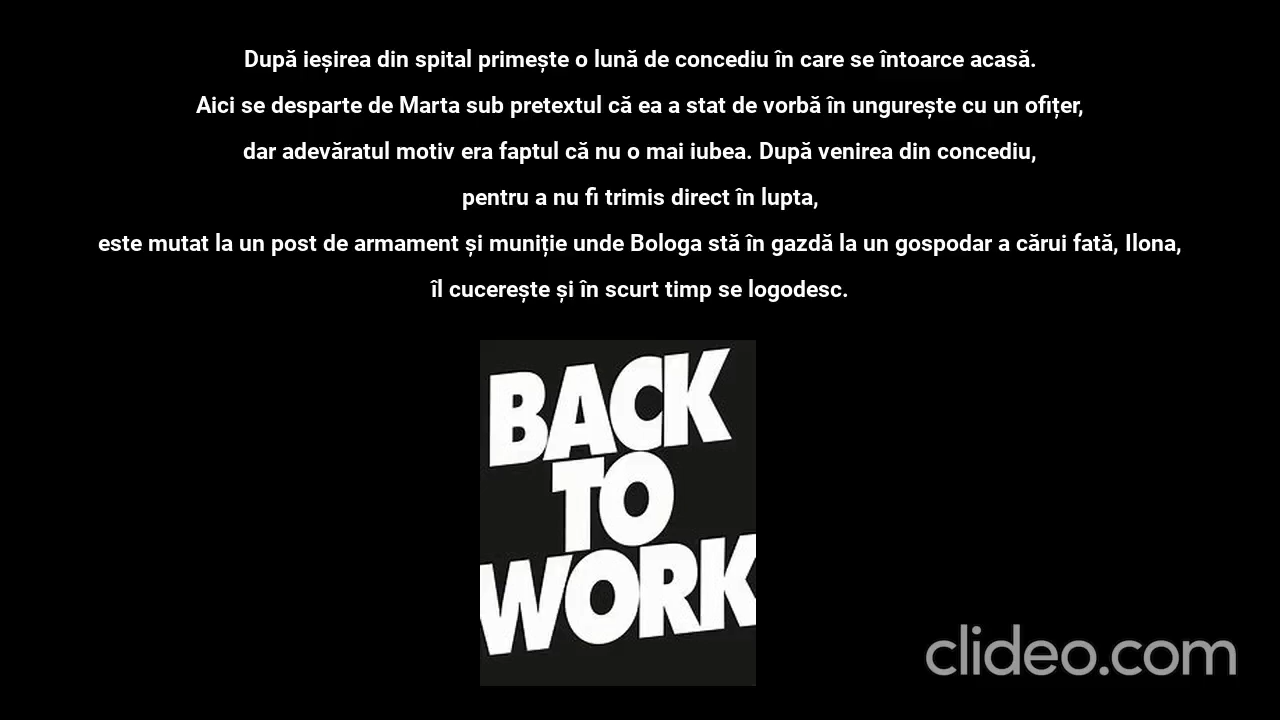 După ieșirea din spital primește o lună de concediu în care se întoarce acasă.
Aici se desparte de Marta sub pretextul că ea a stat de vorbă în ungurește cu un ofițer,
dar adevăratul motiv era faptul că nu o mai iubea. După venirea din concediu,
pentru a nu fi trimis direct în lupta,
este mutat la un post de armament și muniție unde Bologa stă în gazdă la un gospodar a cărui fată, Ilona,
îl cucerește și în scurt timp se logodesc.
BACK
TO
WORK
clideo.com